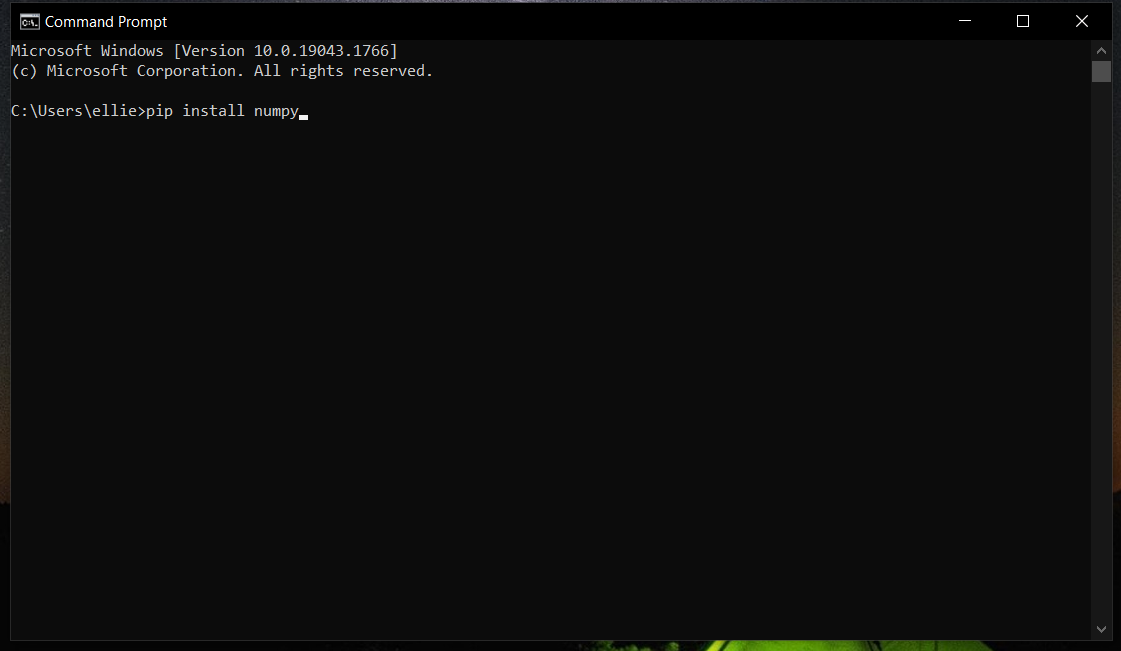 Command Prompt
Microsoft Windows [Version 10.0.19043.1766]
(c) Microsoft Corporation. All rights reserved.
C:\Users\ellie>pip install numpy